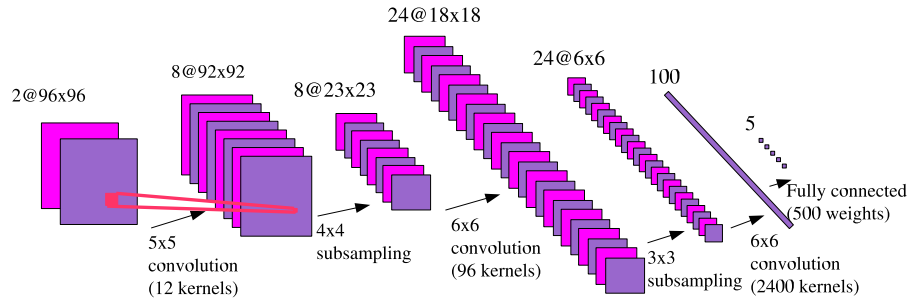 2@96x96
8@92x92
8@23x23
24@18x18
24@6x6
100
5
5x5
convolution
(12 kernels)
4x4
subsampling
6x6
convolution
(96 kernels)
3x3
subsampling
6x6
convolution
(2400 kernels)
Fully connected
(500 weights)